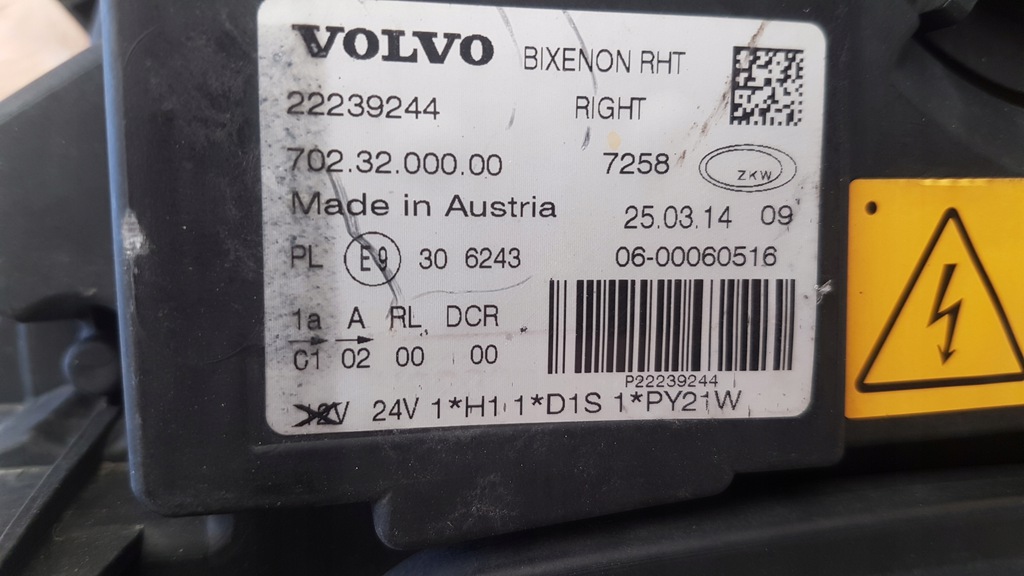 VOLVO BIXENON RHT
22239244 RIGHT
702.32.000.00 7258 ZKW
Made in Austria 25.03.14 09
PL E9 30 6243 06-00060516
1a A RL DCR
C1 02 00 00
P22239244
24V 1*H1 1*D1S 1*PY21W